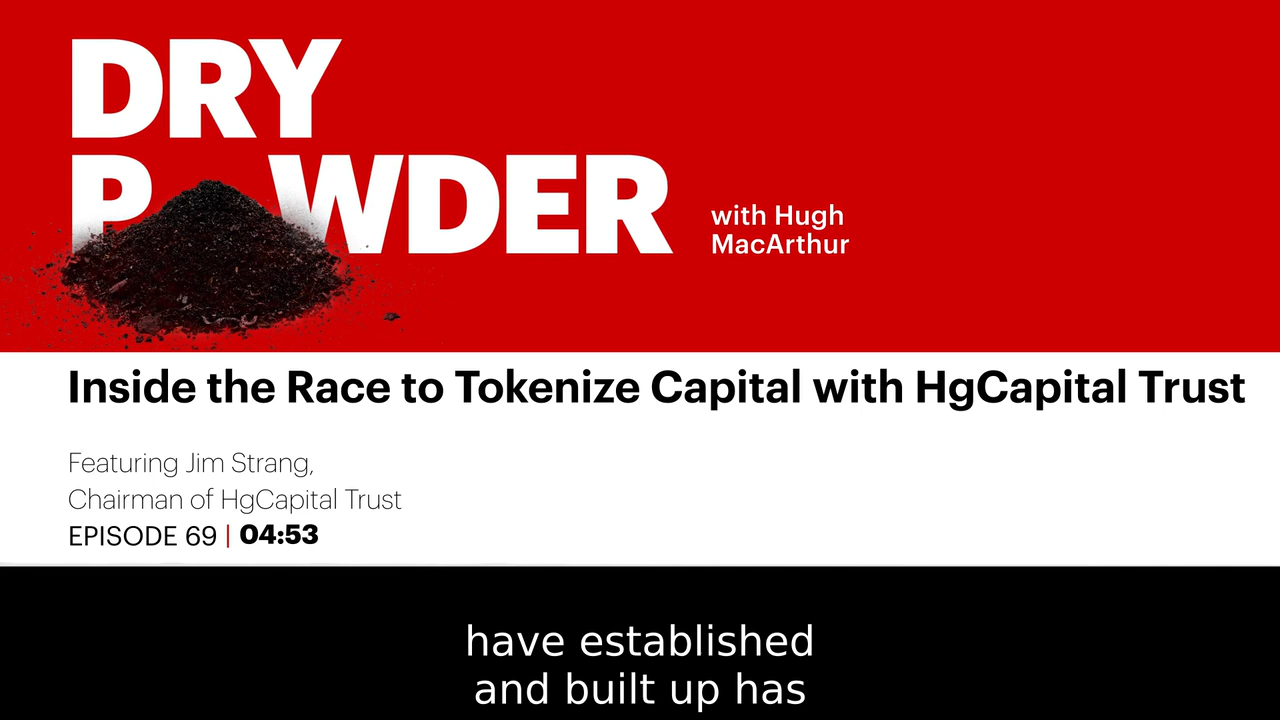 DRY
POWDER
with Hugh
MacArthur
Inside the Race to Tokenize Capital with HgCapital Trust
Featuring Jim Strang,
Chairman of HgCapital Trust
EPISODE 69 | 04:53
have established
and built up has